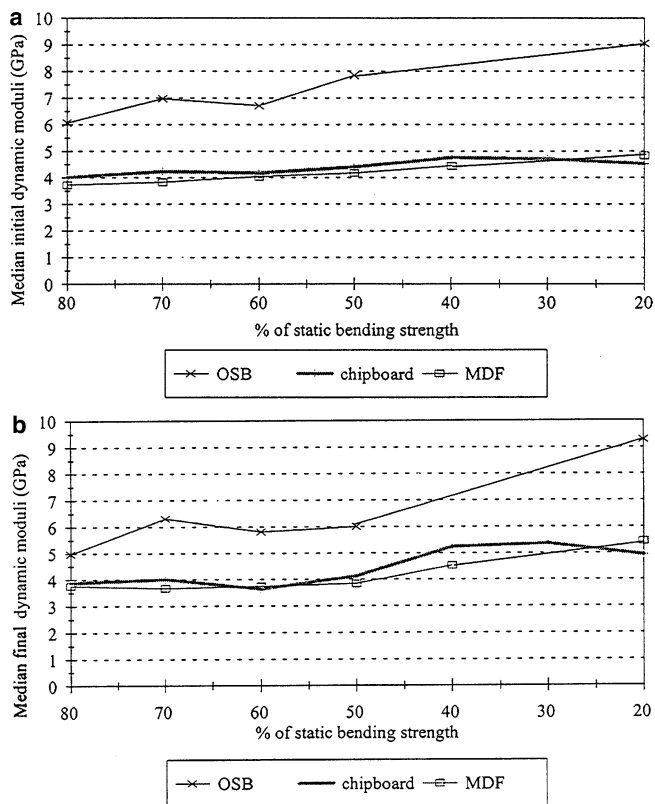 a
Median initial dynamic moduli (GPa)
10
9
8
7
6
5
4
3
2
1
0
80 70 60 50 40 30 20
% of static bending strength
OSB chipboard MDF
b
Median final dynamic moduli (GPa)
10
9
8
7
6
5
4
3
2
1
0
80 70 60 50 40 30 20
% of static bending strength
OSB chipboard MDF